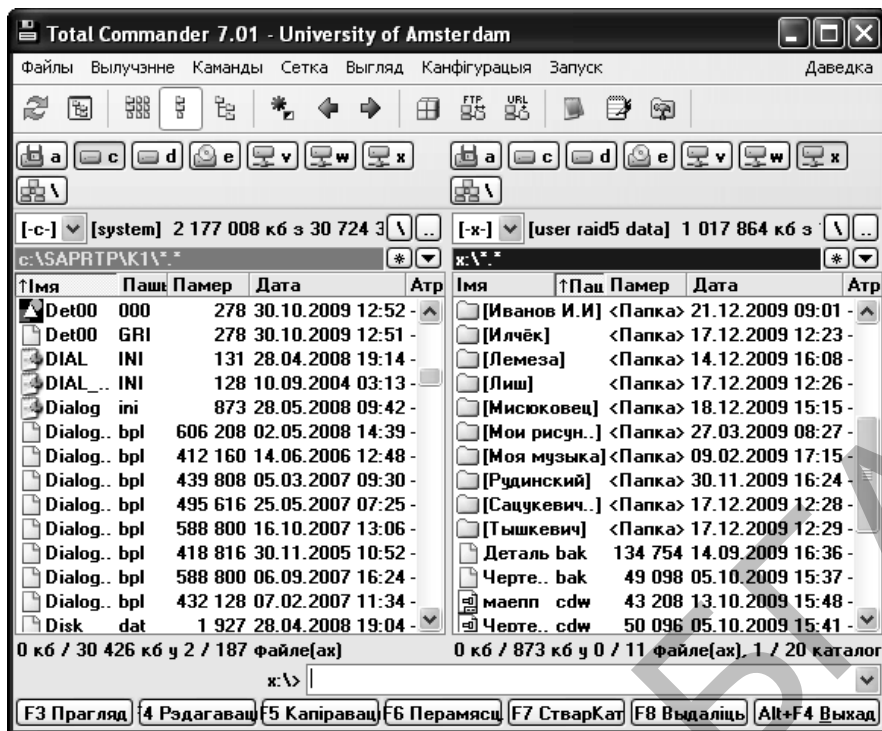 Total Commander 7.01 - University of Amsterdam
Файлы Вылучэнне Каманды Сетка Выгляд Канфігурацыя Запуск Даведка
FTP URL
a c d e v w x \
a c d e v w x \
[-c-] [system] 2 177 008 кб з 30 724 3 \ ..
[-x-] [user raid5 data] 1 017 864 кб з \ ..
c:\SAPRTP\K1\*.* * 
x:\*.* *
↑Імя Пашы Памер Дата Атр
Det00 000 278 30.10.2009 12:52 -
Det00 GRI 278 30.10.2009 12:51 -
DIAL INI 131 28.04.2008 19:14 -
DIAL_.. INI 128 10.09.2004 03:13 -
Dialog ini 873 28.05.2008 09:42 -
Dialog.. bpl 606 208 02.05.2008 14:39 -
Dialog.. bpl 412 160 14.06.2006 12:48 -
Dialog.. bpl 439 808 05.03.2007 09:30 -
Dialog.. bpl 495 616 25.05.2007 07:25 -
Dialog.. bpl 588 800 16.10.2007 13:06 -
Dialog.. bpl 418 816 30.11.2005 10:52 -
Dialog.. bpl 588 800 06.09.2007 16:24 -
Dialog.. bpl 432 128 07.02.2007 11:34 -
Disk dat 1 927 28.04.2008 19:04 -
0 кб / 30 426 кб у 2 / 187 файле(ах)
Імя ↑Паш Памер Дата Атр
[Иванов И.И] <Папка> 21.12.2009 09:01 -
[Илчёк] <Папка> 17.12.2009 12:23 -
[Лемеза] <Папка> 14.12.2009 16:08 -
[Лиш] <Папка> 17.12.2009 12:26 -
[Мисюковец] <Папка> 18.12.2009 15:15 -
[Мои рисун..] <Папка> 27.03.2009 08:27 -
[Моя музыка] <Папка> 09.02.2009 17:15 -
[Рудинский] <Папка> 30.11.2009 16:24 -
[Сацукевич..] <Папка> 17.12.2009 12:28 -
[Тышкевич] <Папка> 17.12.2009 12:29 -
Деталь bak 134 754 14.09.2009 16:36 -
Черте.. bak 49 098 05.10.2009 15:37 -
маепп cdw 43 208 13.10.2009 15:48 -
Черте.. cdw 50 096 05.10.2009 15:41 -
0 кб / 873 кб у 0 / 11 файле(ах), 1 / 20 каталог
x:\>
F3 Прагляд F4 Рэдагаваць F5 Капіраваць F6 Перамясц F7 СтварКат F8 Выдаліць Alt+F4 Выхад